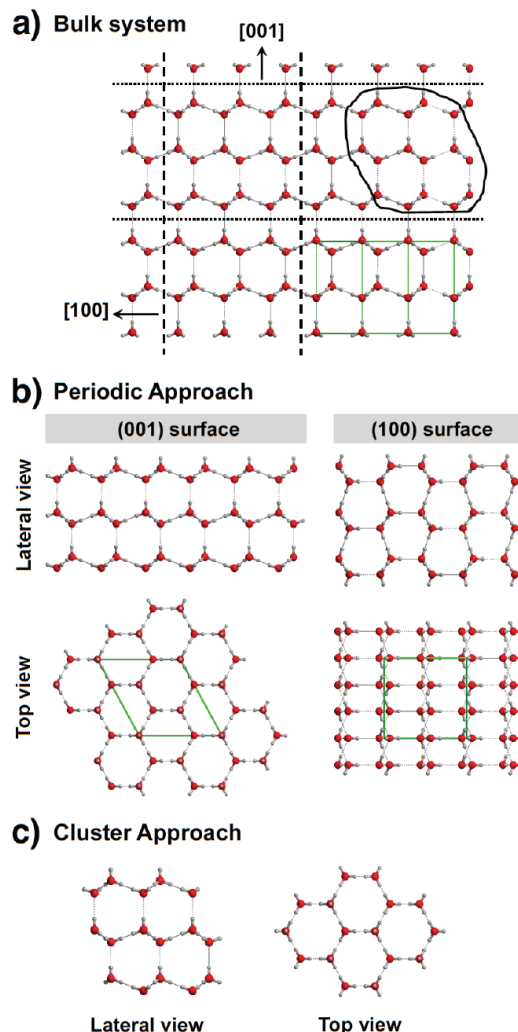 a) Bulk system
[001]
[100]
b) Periodic Approach
(001) surface
(100) surface
Lateral view
Top view
c) Cluster Approach
Lateral view
Top view